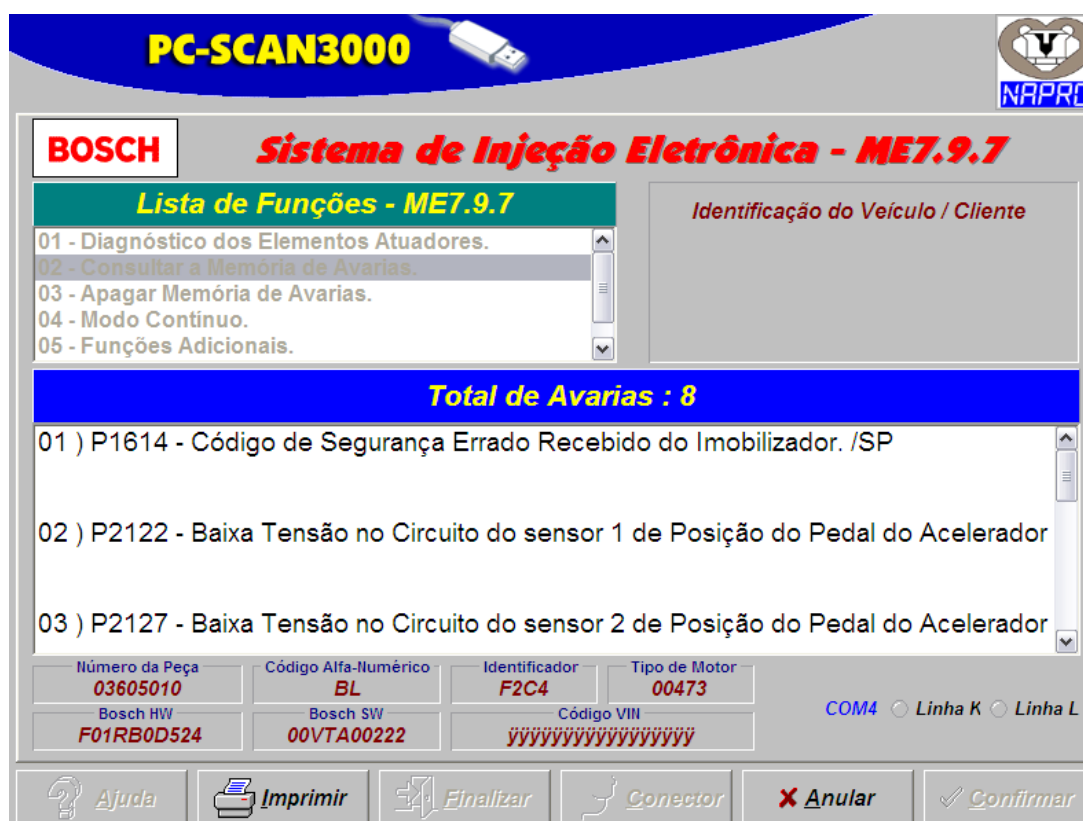 PC-SCAN3000
NAPRO
BOSCH
Sistema de Injeção Eletrônica - ME7.9.7
Lista de Funções - ME7.9.7
01 - Diagnóstico dos Elementos Atuadores.
02 - Consultar a Memória de Avarias.
03 - Apagar Memória de Avarias.
04 - Modo Contínuo.
05 - Funções Adicionais.
Identificação do Veículo / Cliente
Total de Avarias : 8
01 ) P1614 - Código de Segurança Errado Recebido do Imobilizador. /SP
02 ) P2122 - Baixa Tensão no Circuito do sensor 1 de Posição do Pedal do Acelerador
03 ) P2127 - Baixa Tensão no Circuito do sensor 2 de Posição do Pedal do Acelerador
Número da Peça
03605010
Código Alfa-Numérico
BL
Identificador
F2C4
Tipo de Motor
00473
Bosch HW
F01RB0D524
Bosch SW
00VTA00222
Código VIN
ÿÿÿÿÿÿÿÿÿÿÿÿÿÿÿÿÿ
COM4 Linha K Linha L
Ajuda Imprimir Finalizar Conector Anular Confirmar